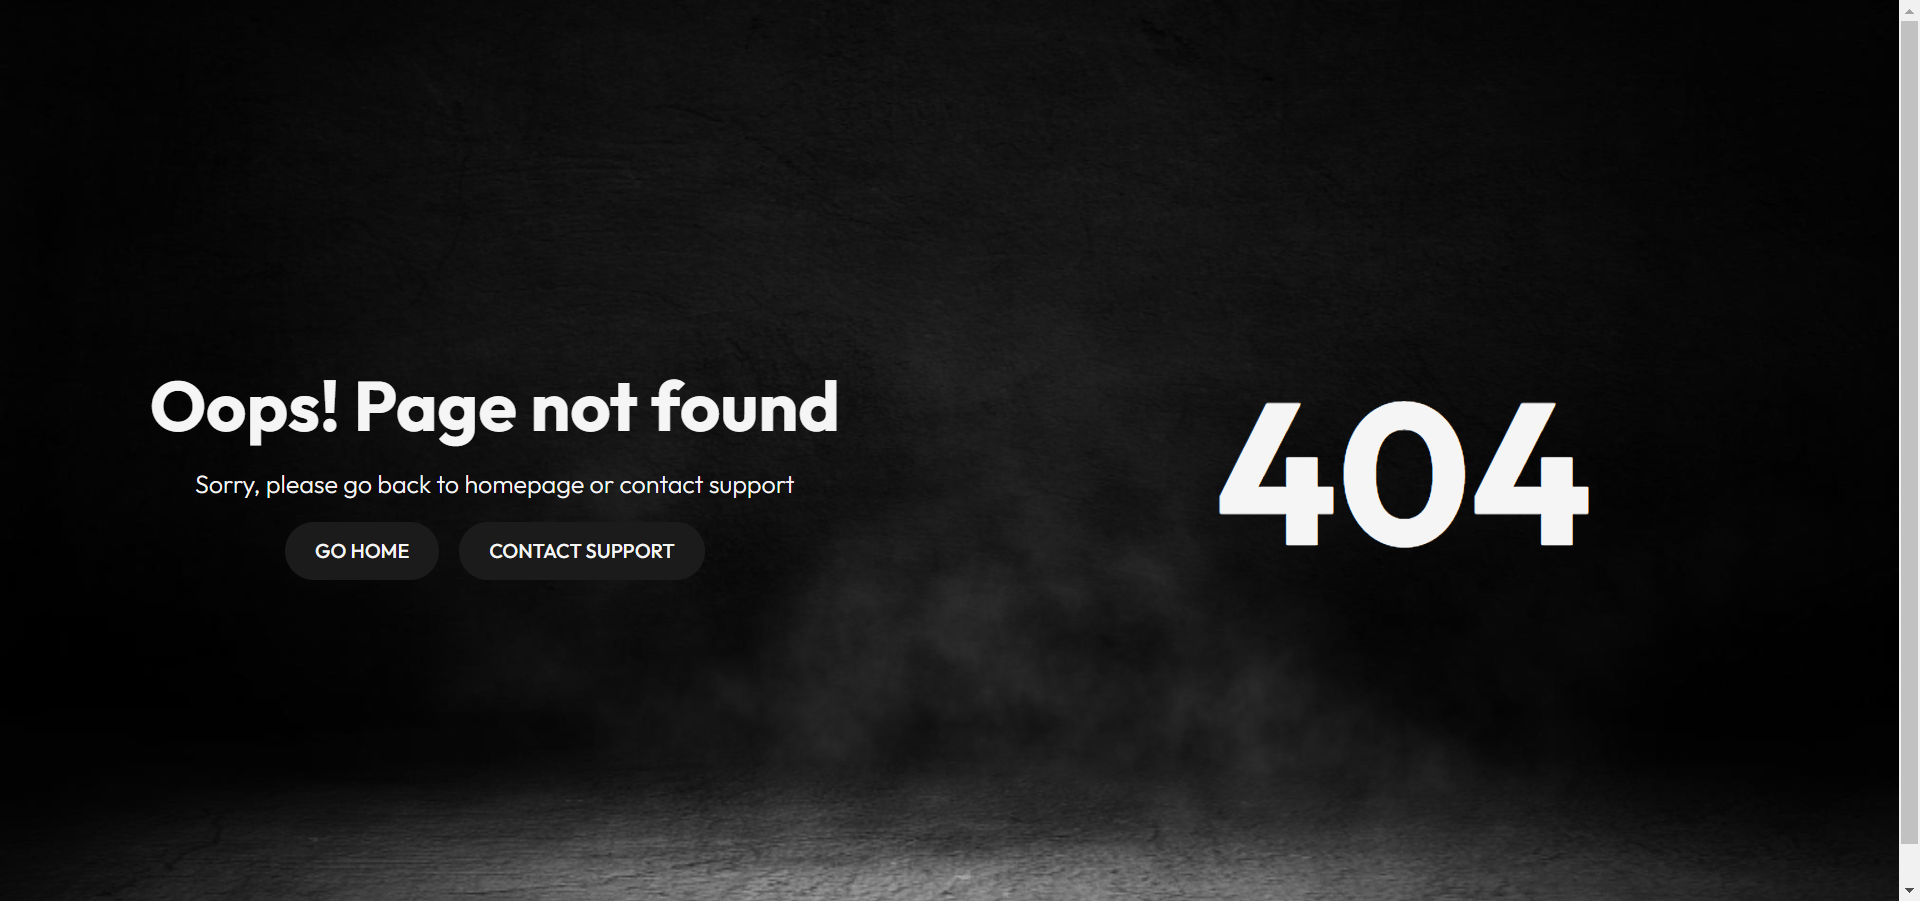 Oops! Page not found
Sorry, please go back to homepage or contact support
GO HOME
CONTACT SUPPORT
404